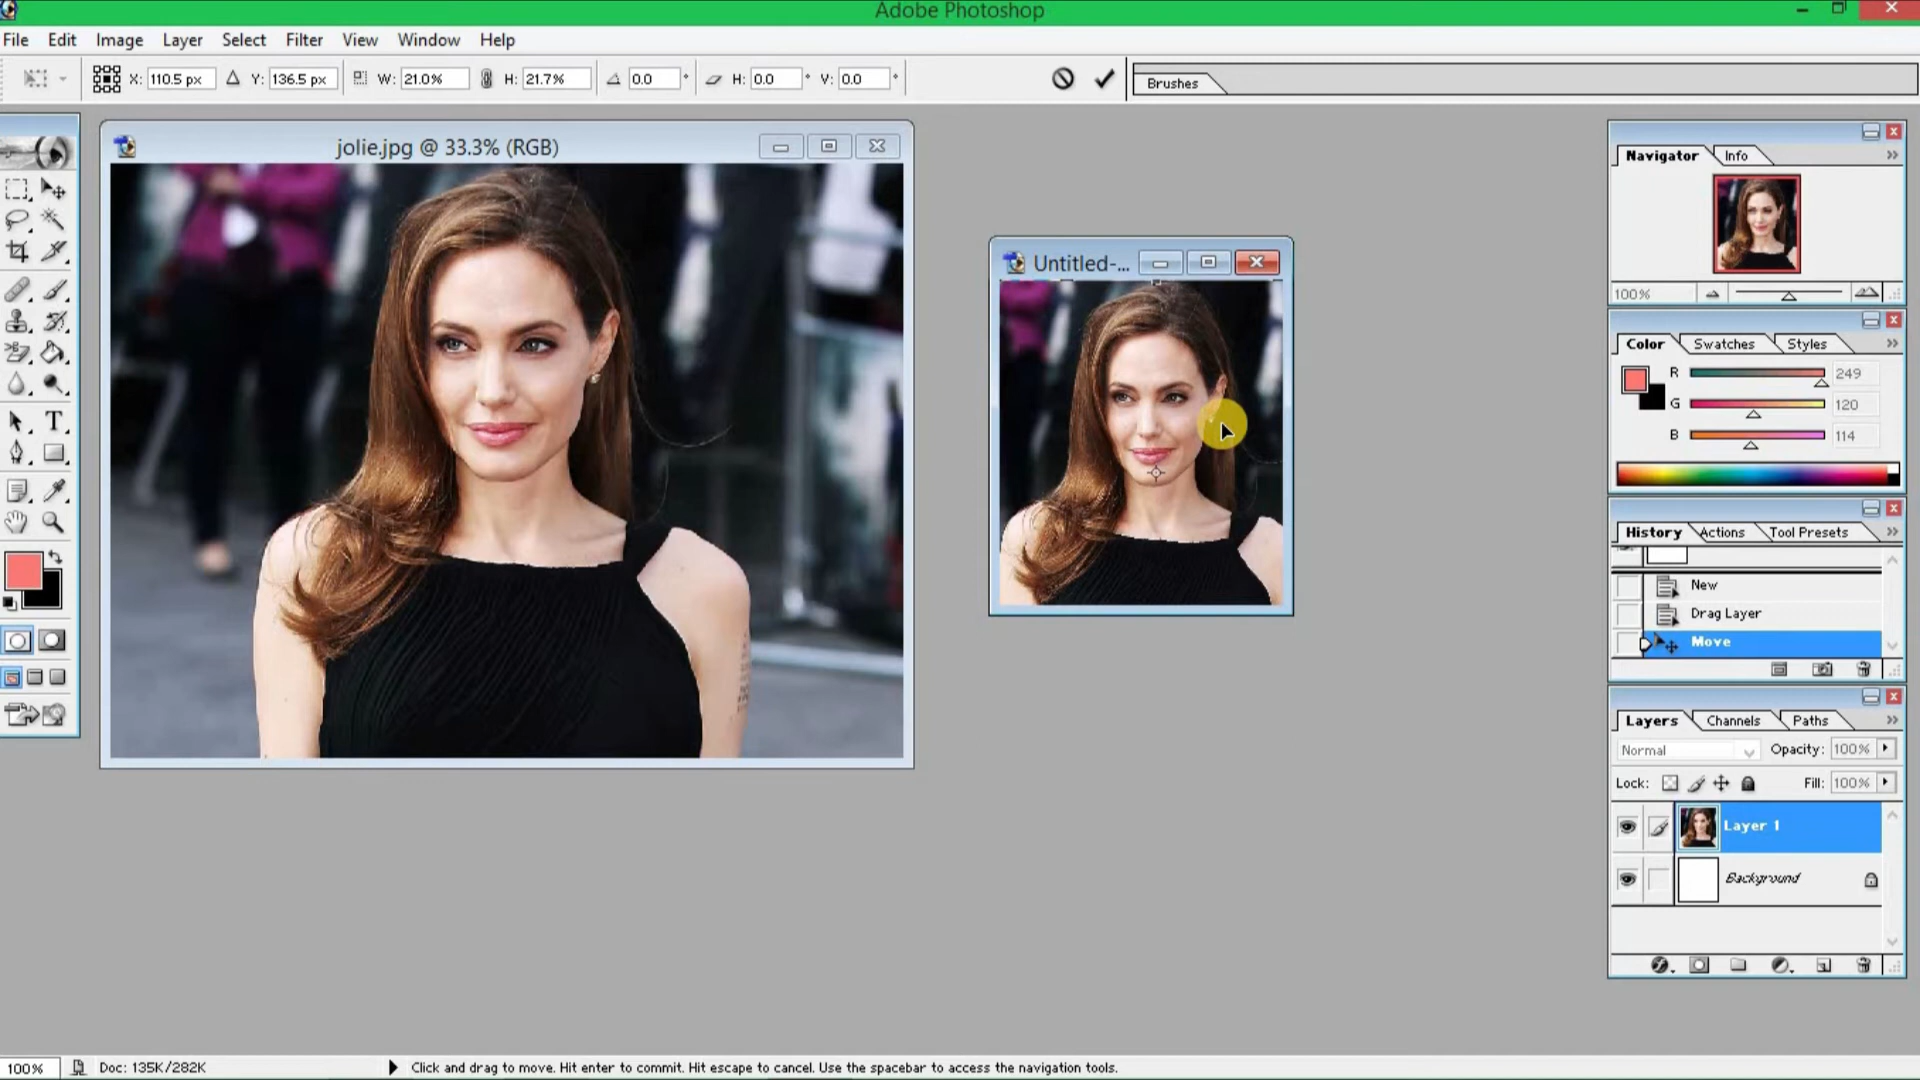 Adobe Photoshop
File Edit Image Layer Select Filter View Window Help
X: 110.5 px Y: 136.5 px W: 21.0% H: 21.7% 0.0 ° H: 0.0 ° V: 0.0 °
Brushes
jolie.jpg @ 33.3% (RGB)
Untitled-...
Navigator Info
100%
Color Swatches Styles
R 249
G 120
B 114
History Actions Tool Presets
New
Drag Layer
Move
Layers Channels Paths
Normal Opacity: 100%
Lock: Fill: 100%
Layer 1
Background
T
100% Doc: 135K/282K Click and drag to move. Hit enter to commit. Hit escape to cancel. Use the spacebar to access the navigation tools.